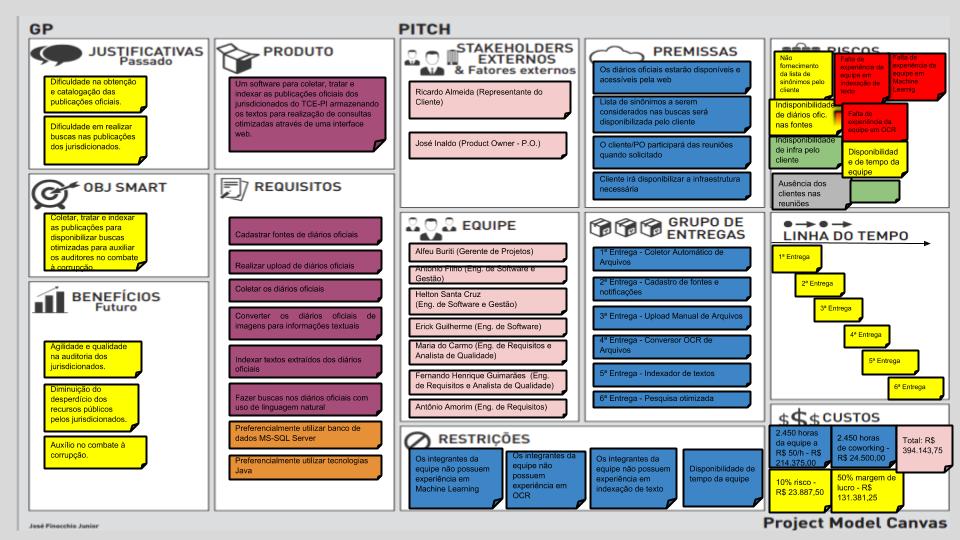 GP
PITCH
JUSTIFICATIVAS
Passado
Dificuldade na obtenção
e catalogação das
publicações oficiais.
Dificuldade em realizar
buscas nas publicações
dos jurisdicionados.
OBJ SMART
Coletar, tratar e indexar
as publicações para
disponibilizar buscas
otimizadas para auxiliar
os auditores no combate
à corrupção.
BENEFÍCIOS
Futuro
Agilidade e qualidade
na auditoria dos
jurisdicionados.
Diminuição do
desperdício dos
recursos públicos
pelos jurisdicionados.
Auxílio no combate à
corrupção.
PRODUTO
Um software para coletar, tratar e
indexar as publicações oficiais dos
jurisdicionados do TCE-PI armazenando
os textos para realização de consultas
otimizadas através de uma interface
web.
REQUISITOS
Cadastrar fontes de diários oficiais
Realizar upload de diários oficiais
Coletar os diários oficiais
Converter os diários oficiais de
imagens para informações textuais
Indexar textos extraídos dos diários
oficiais
Fazer buscas nos diários oficiais com
uso de linguagem natural
Preferencialmente utilizar banco de
dados MS-SQL Server
Preferencialmente utilizar tecnologias
Java
STAKEHOLDERS
EXTERNOS
& Fatores externos
Ricardo Almeida (Representante do
Cliente)
José Inaldo (Product Owner - P.O.)
EQUIPE
Alfeu Buriti (Gerente de Projetos)
Antonio Filho (Eng. de Software e
Gestão)
Helton Santa Cruz
(Eng. de Software e Gestão)
Erick Guilherme (Eng. de Software)
Maria do Carmo (Eng. de Requisitos e
Analista de Qualidade)
Fernando Henrique Guimarães (Eng.
de Requisitos e Analista de Qualidade)
Antônio Amorim (Eng. de Requisitos)
PREMISSAS
Os diários oficiais estarão disponíveis e
acessíveis pela web
Lista de sinônimos a serem
considerados nas buscas será
disponibilizada pelo cliente
O cliente/PO participará das reuniões
quando solicitado
Cliente irá disponibilizar a infraestrutura
necessária
GRUPO DE
ENTREGAS
1ª Entrega - Coletor Automático de
Arquivos
2ª Entrega - Cadastro de fontes e
notificações
3ª Entrega - Upload Manual de Arquivos
4ª Entrega - Conversor OCR de
Arquivos
5ª Entrega - Indexador de textos
6ª Entrega - Pesquisa otimizada
RISCOS
Não
fornecimento
da lista de
sinônimos pelo
cliente
Falta de
experiência da
equipe em
indexação de
texto
Falta de
experiência da
equipe em
Machine
Learnig
Indisponibilidade
de diários ofic.
nas fontes
Falta de
experiência da
equipe em OCR
Indisponibilidade
de infra pelo
cliente
Disponibilidad
e de tempo da
equipe
Ausência dos
clientes nas
reuniões
LINHA DO TEMPO
1ª Entrega
2ª Entrega
3ª Entrega
4ª Entrega
5ª Entrega
6ª Entrega
RESTRIÇÕES
Os integrantes da
equipe não possuem
experiência em
Machine Learning
Os integrantes da
equipe não
possuem
experiência em
OCR
Os integrantes da
equipe não possuem
experiência em
indexação de texto
Disponibilidade de
tempo da equipe
$$$ CUSTOS
2.450 horas
da equipe a
R$ 50/h - R$
214.375,00
2.450 horas
de coworking -
R$ 24.500,00
Total: R$
394.143,75
10% risco -
R$ 23.887,50
50% margem de
lucro - R$
131.381,25
José Finocchio Junior
Project Model Canvas